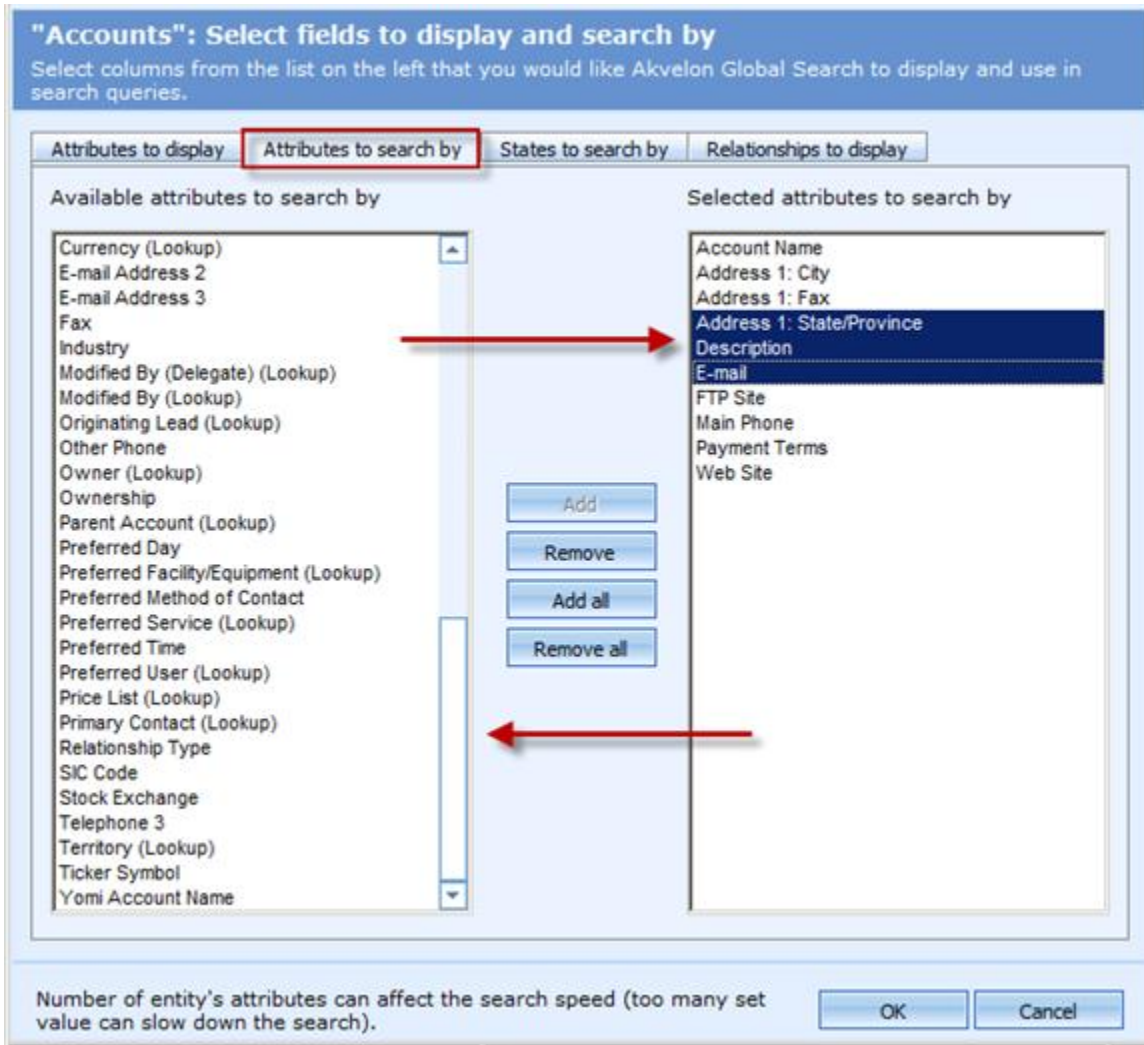 "Accounts": Select fields to display and search by
Select columns from the list on the left that you would like Akvelon Global Search to display and use in
search queries.
Attributes to display
Attributes to search by
States to search by
Relationships to display
Available attributes to search by
Currency (Lookup)
E-mail Address 2
E-mail Address 3
Fax
Industry
Modified By (Delegate) (Lookup)
Modified By (Lookup)
Originating Lead (Lookup)
Other Phone
Owner (Lookup)
Ownership
Parent Account (Lookup)
Preferred Day
Preferred Facility/Equipment (Lookup)
Preferred Method of Contact
Preferred Service (Lookup)
Preferred Time
Preferred User (Lookup)
Price List (Lookup)
Primary Contact (Lookup)
Relationship Type
SIC Code
Stock Exchange
Telephone 3
Territory (Lookup)
Ticker Symbol
Yomi Account Name
Add
Remove
Add all
Remove all
Selected attributes to search by
Account Name
Address 1: City
Address 1: Fax
Address 1: State/Province
Description
E-mail
FTP Site
Main Phone
Payment Terms
Web Site
Number of entity's attributes can affect the search speed (too many set
value can slow down the search).
OK
Cancel